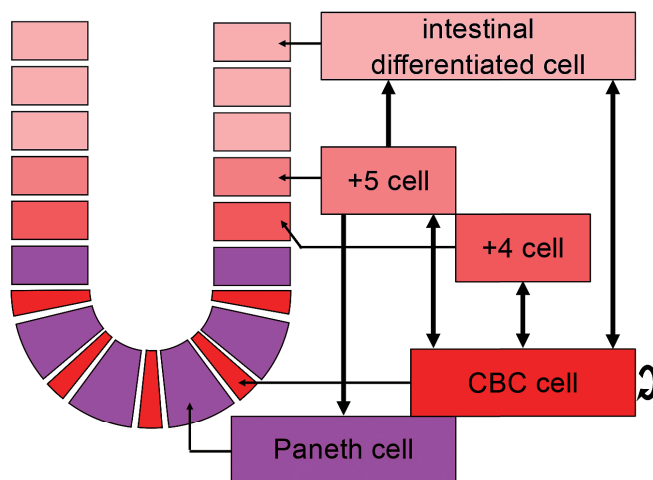 intestinal
differentiated cell
+5 cell
+4 cell
CBC cell
Paneth cell